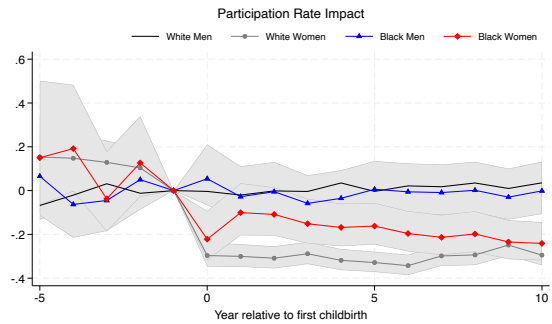 Participation Rate Impact
White Men White Women Black Men Black Women
.6
.4
.2
0
-.2
-.4
-5 0 5 10
Year relative to first childbirth